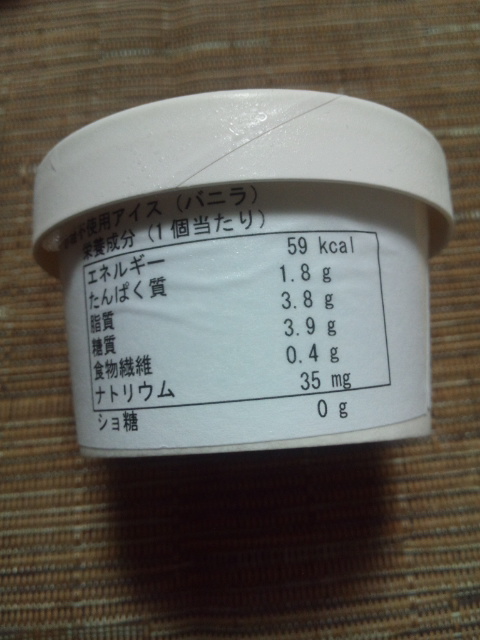 不使用アイス（バニラ）
栄養成分（1個当たり）
エネルギー 59 kcal
たんぱく質 1.8 g
脂質 3.8 g
糖質 3.9 g
食物繊維 0.4 g
ナトリウム 35 mg
ショ糖 0 g